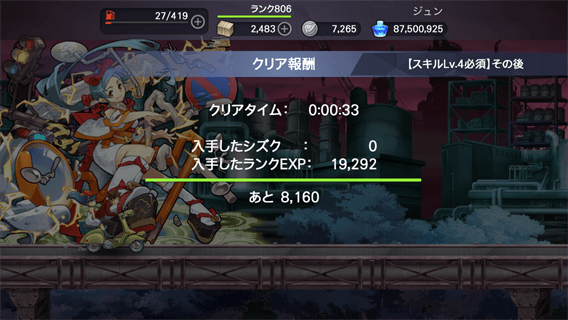 ランク806
ジュン
27/419
2,483
7,265
87,500,925
クリア報酬
【スキルLv.4必須】その後
クリアタイム： 0:00:33
入手したシズク ： 0
入手したランクEXP： 19,292
あと 8,160